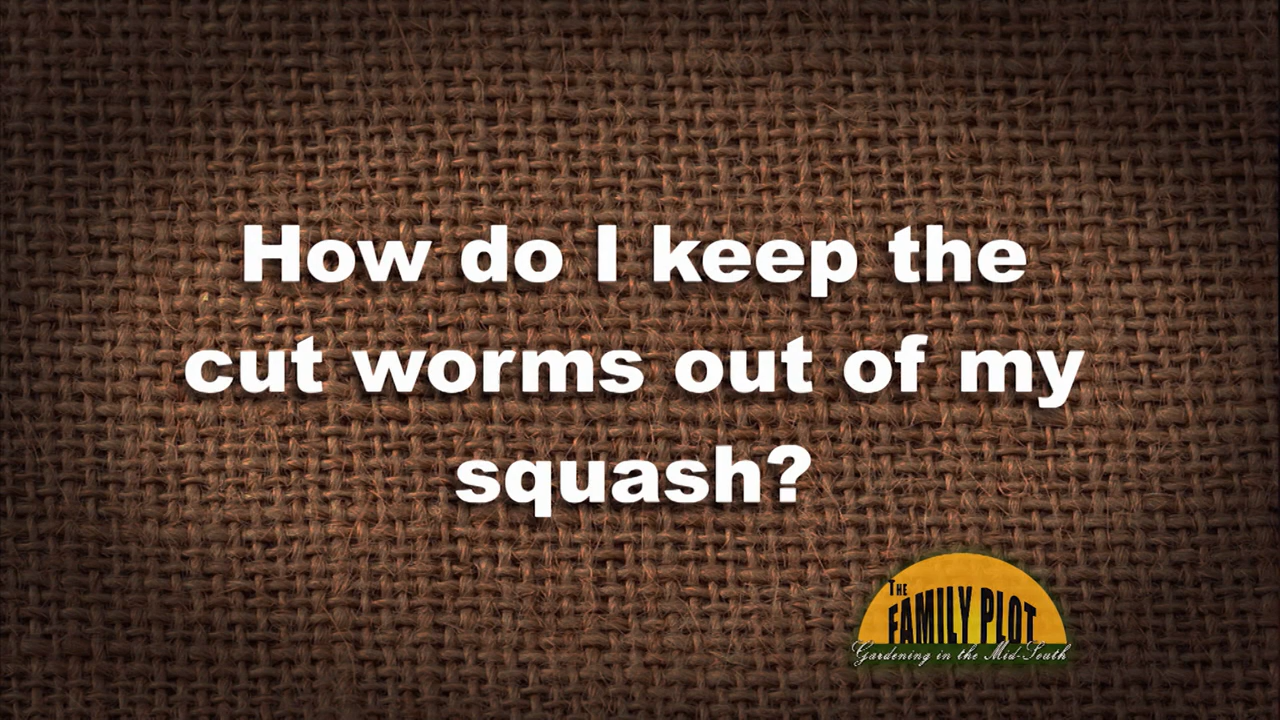 How do I keep the
cut worms out of my
squash?
THE
FAMILY PLOT
Gardening in the Mid-South